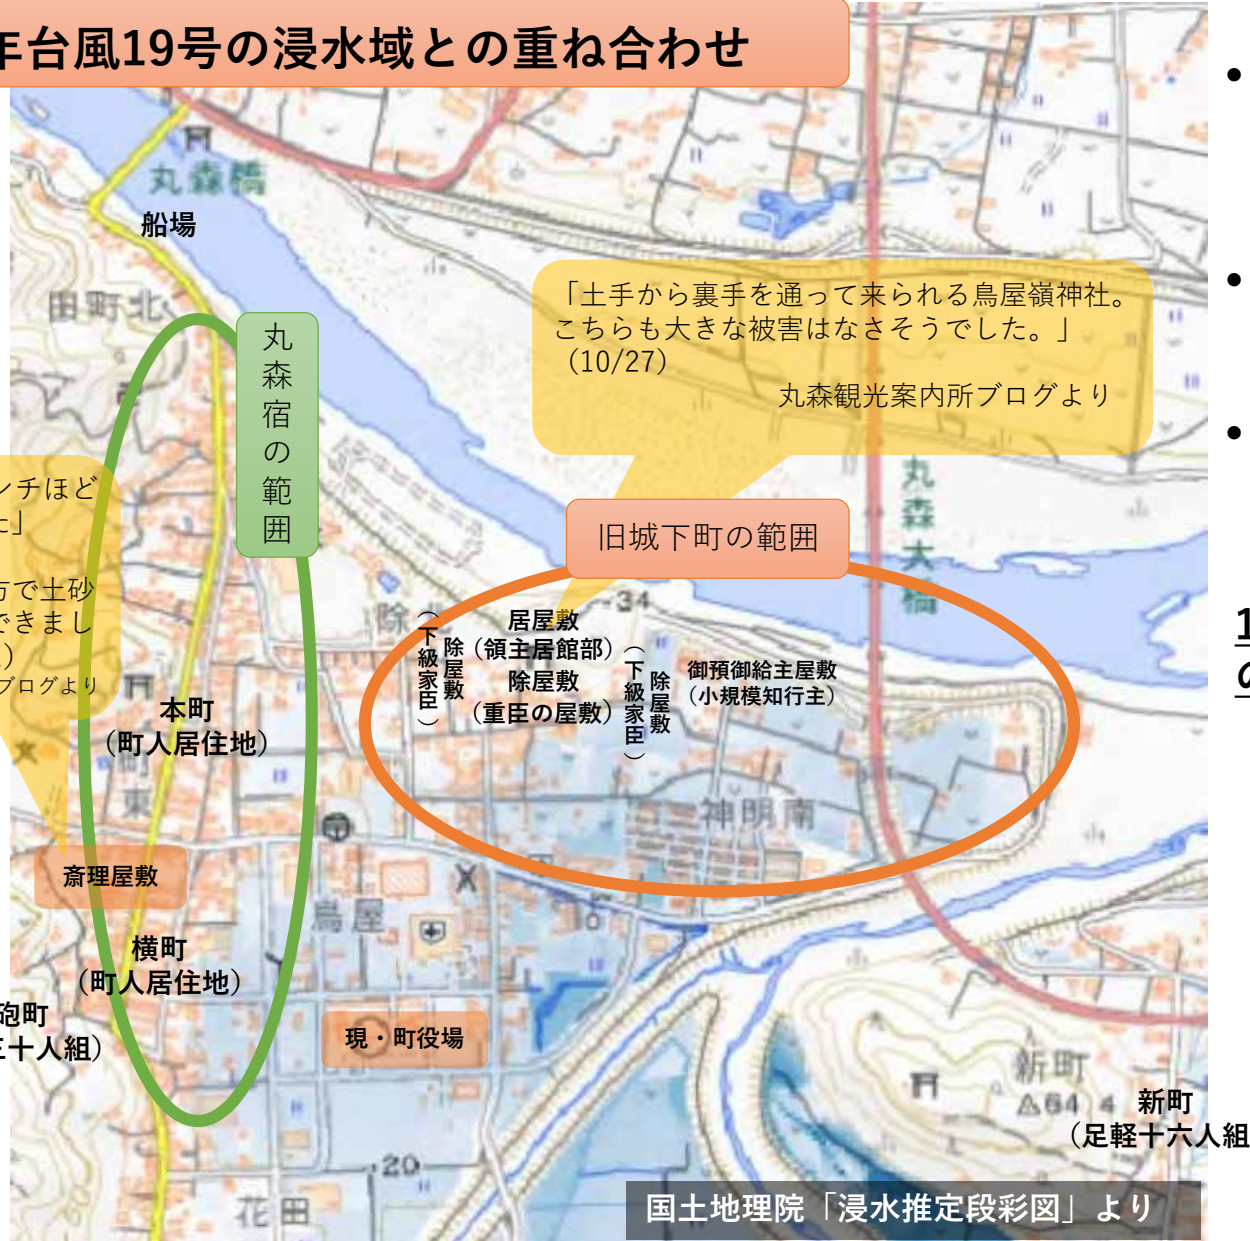 年台風19号の浸水域との重ね合わせ
丸森橋
船場
田町北
丸森宿の範囲
「土手から裏手を通って来られる鳥屋嶺神社。
こちらも大きな被害はなさそうでした。」
(10/27)
丸森観光案内所ブログより
ンチほど
た」
方で土砂
できまし
)
ブログより
旧城下町の範囲
丸森大橋
除
34
除屋敷
(下級家臣)
居屋敷
(領主居館部)
除屋敷
(重臣の屋敷)
除屋敷
(下級家臣)
御預御給主屋敷
(小規模知行主)
本町
(町人居住地)
町東
神明南
斎理屋敷
鳥屋
横町
(町人居住地)
砲町
三十人組)
現・町役場
新町
64 4
新町
(足軽十六人組
20
花田
国土地理院「浸水推定段彩図」より
•
•
•
1
の